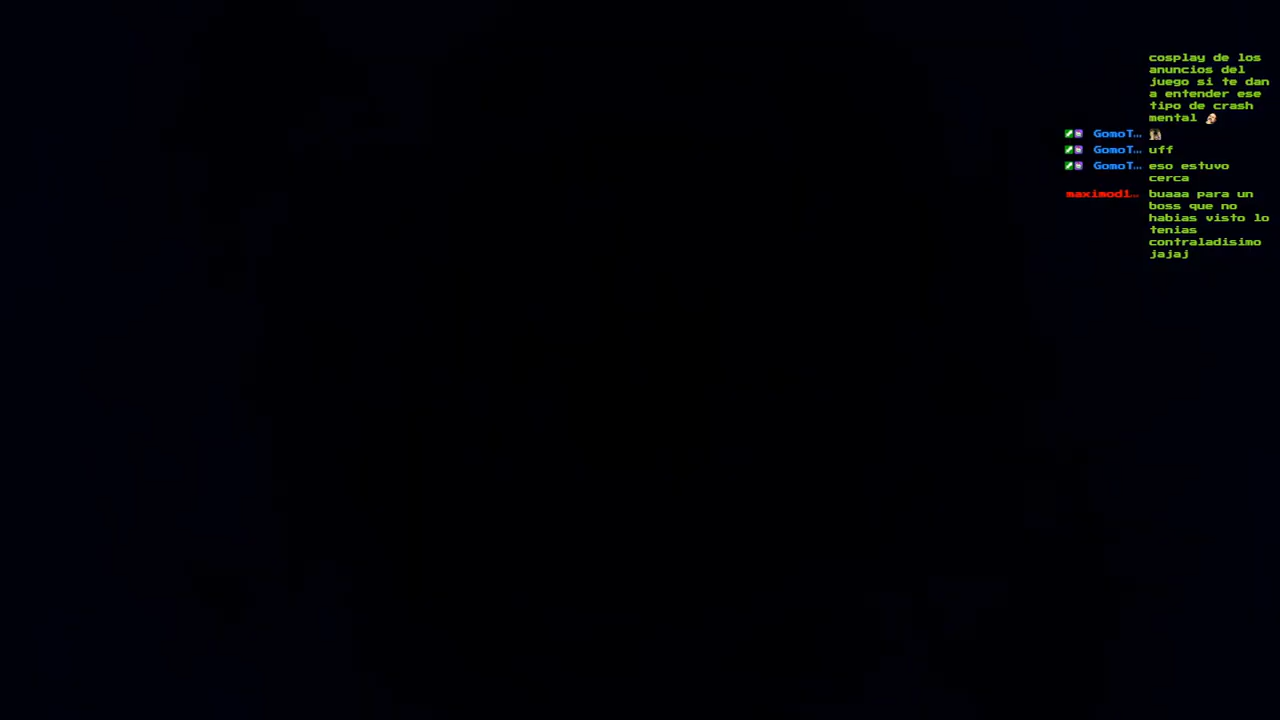 cosplay de los
anuncios del
juego si te dan
a entender ese
tipo de crash
mental
GomoT…
GomoT… uff
GomoT… eso estuvo
cerca
maximod1… buaaa para un
boss que no
habias visto lo
tenias
contraladisimo
jajaj